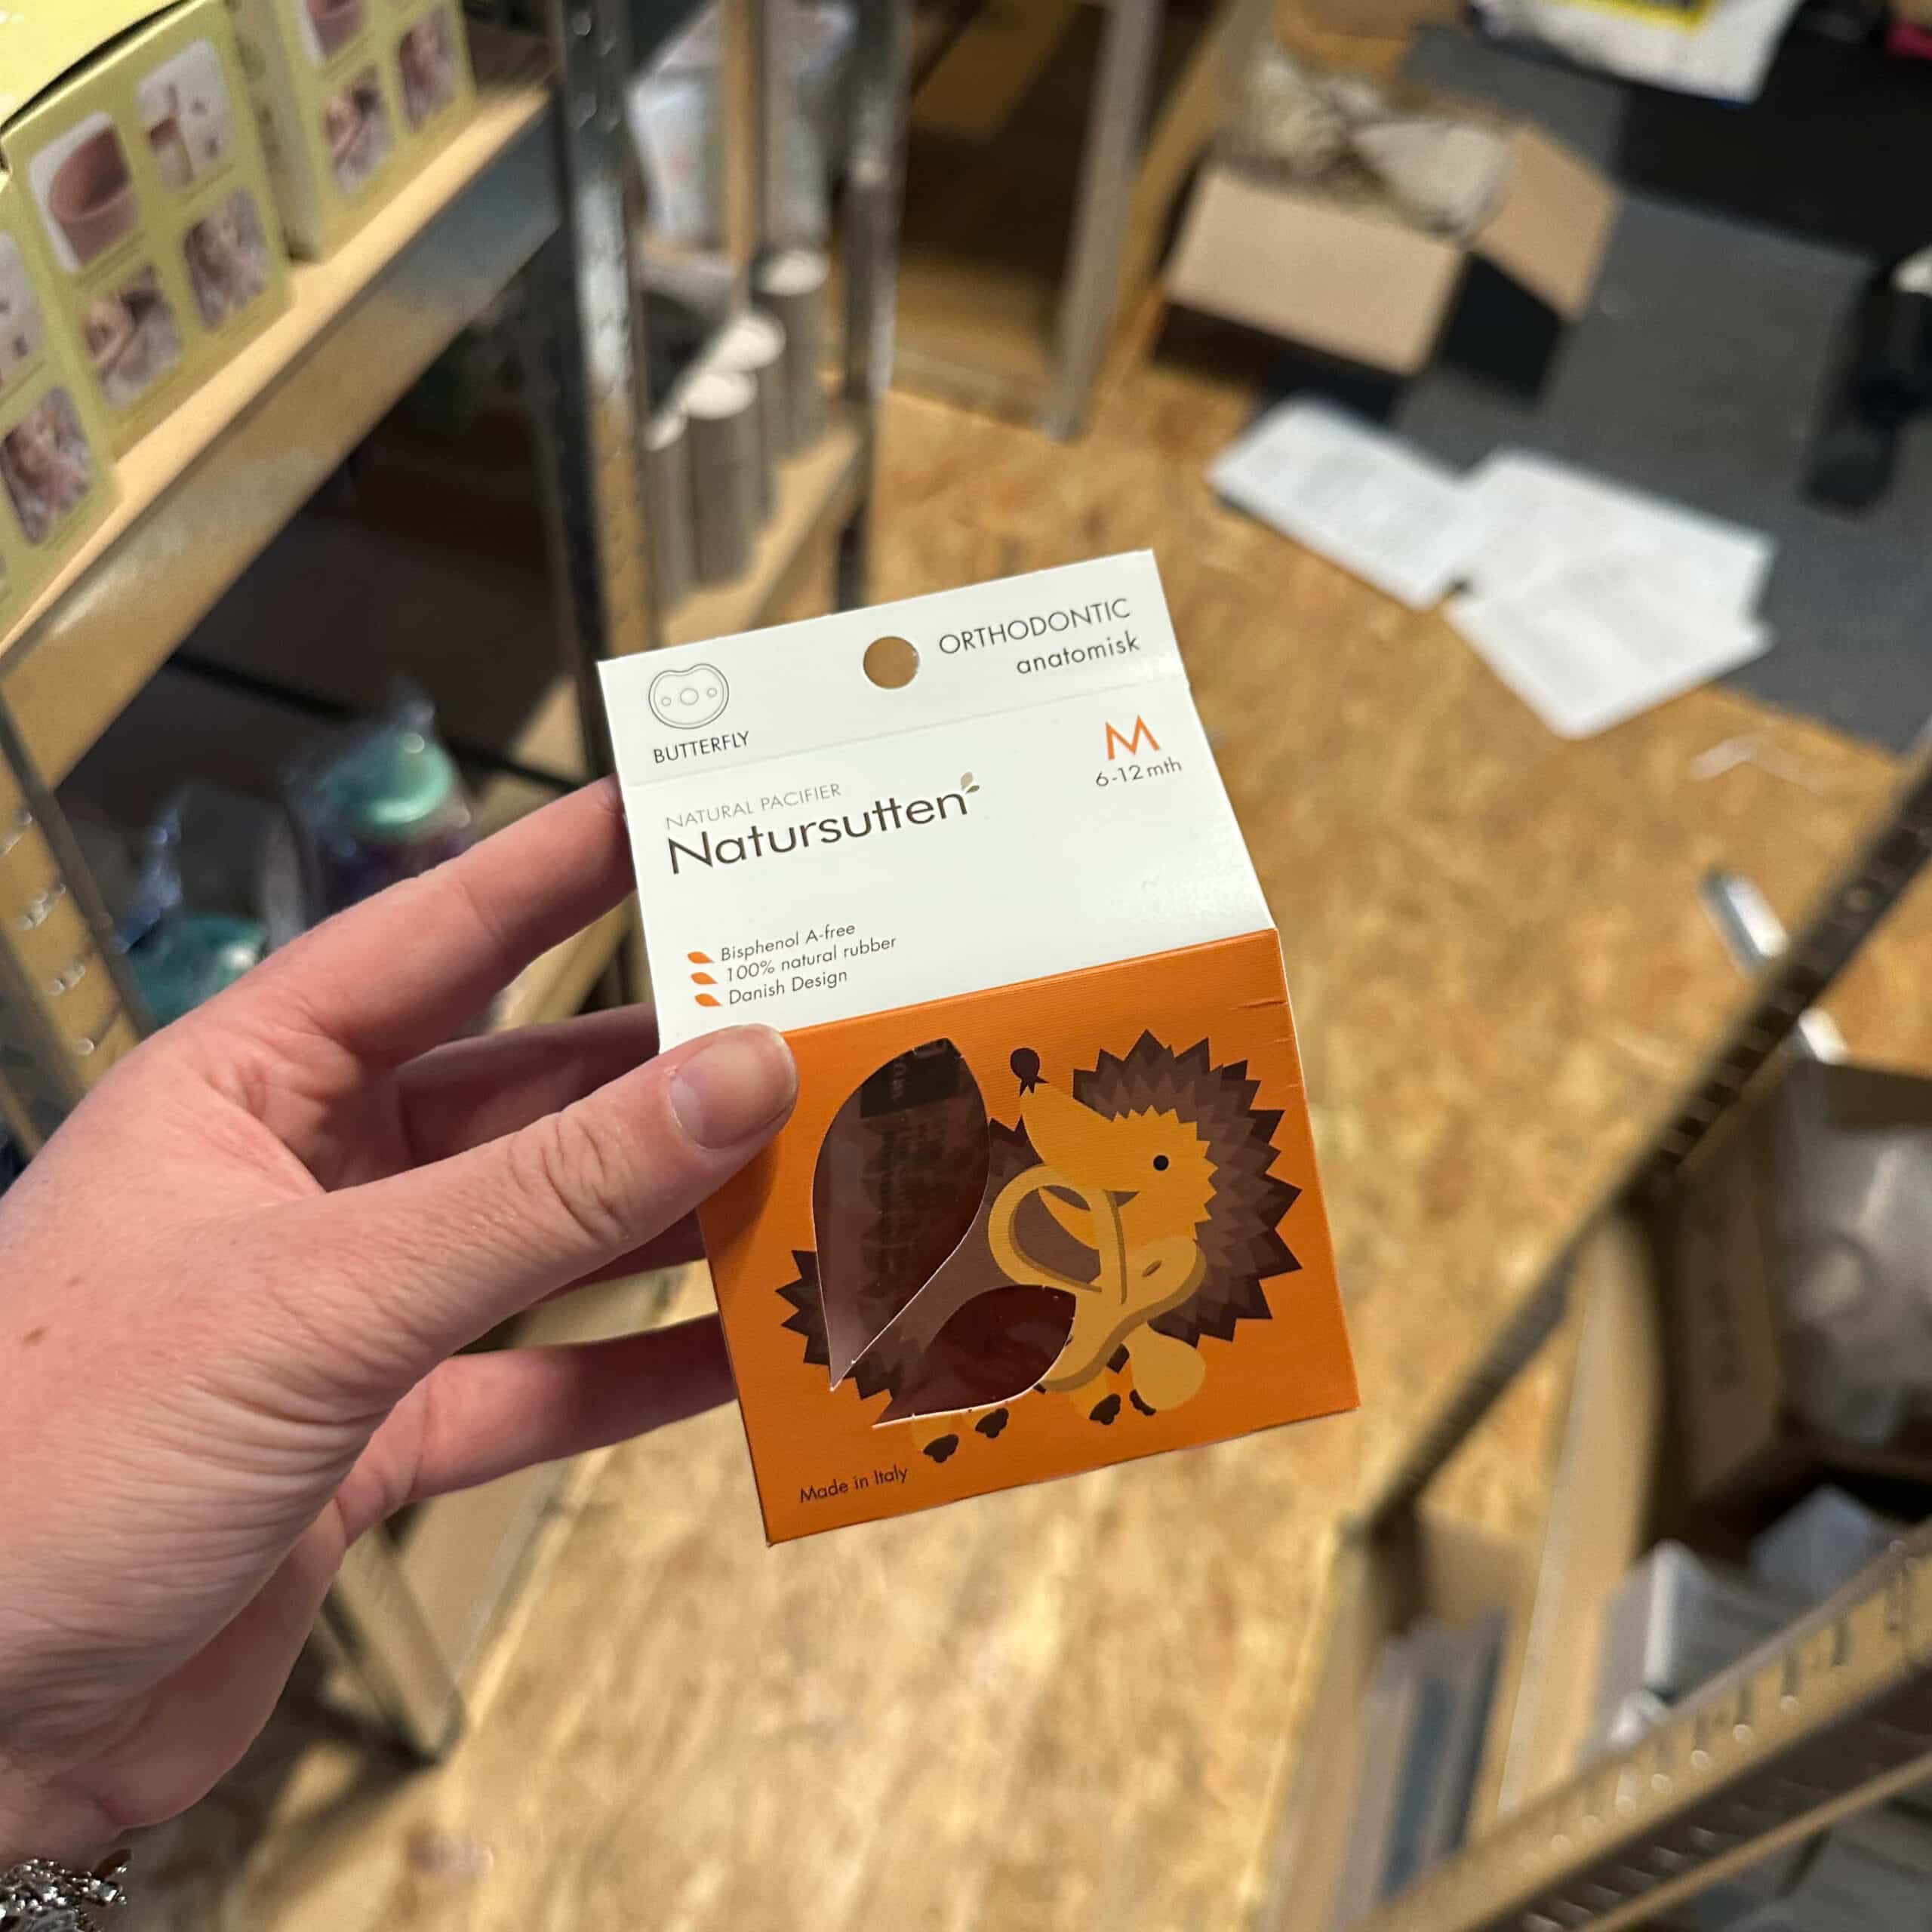 ORTHODONTIC
anatomisk
BUTTERFLY
M
6-12 mth
NATURAL PACIFIER
Natursutten
Bisphenol A-free
100% natural rubber
Danish Design
Made in Italy